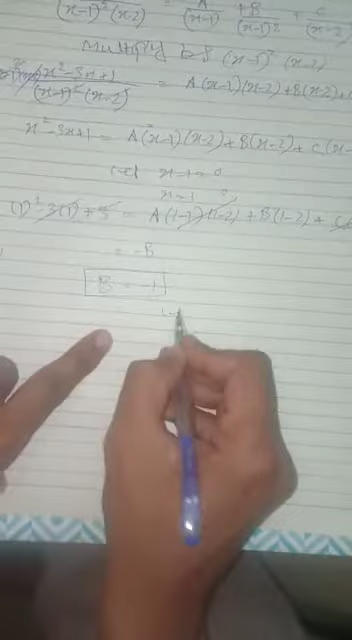 (x-1)²(x-2) = A/(x-1) + B/(x-1)² + C/(x-2)
Multiply b.s (x-1)² (x-2)
x²-3x+1/(x-1)²(x-2) = A(x-1)(x-2)+B(x-2)+
x²-3x+1 = A(x-1)(x-2)+B(x-2)+C(x-
let x-1=0
x=1
(1)²-3(1)+ = A(1-1)(1-2)+B(1-2)+
= -B
B = -1